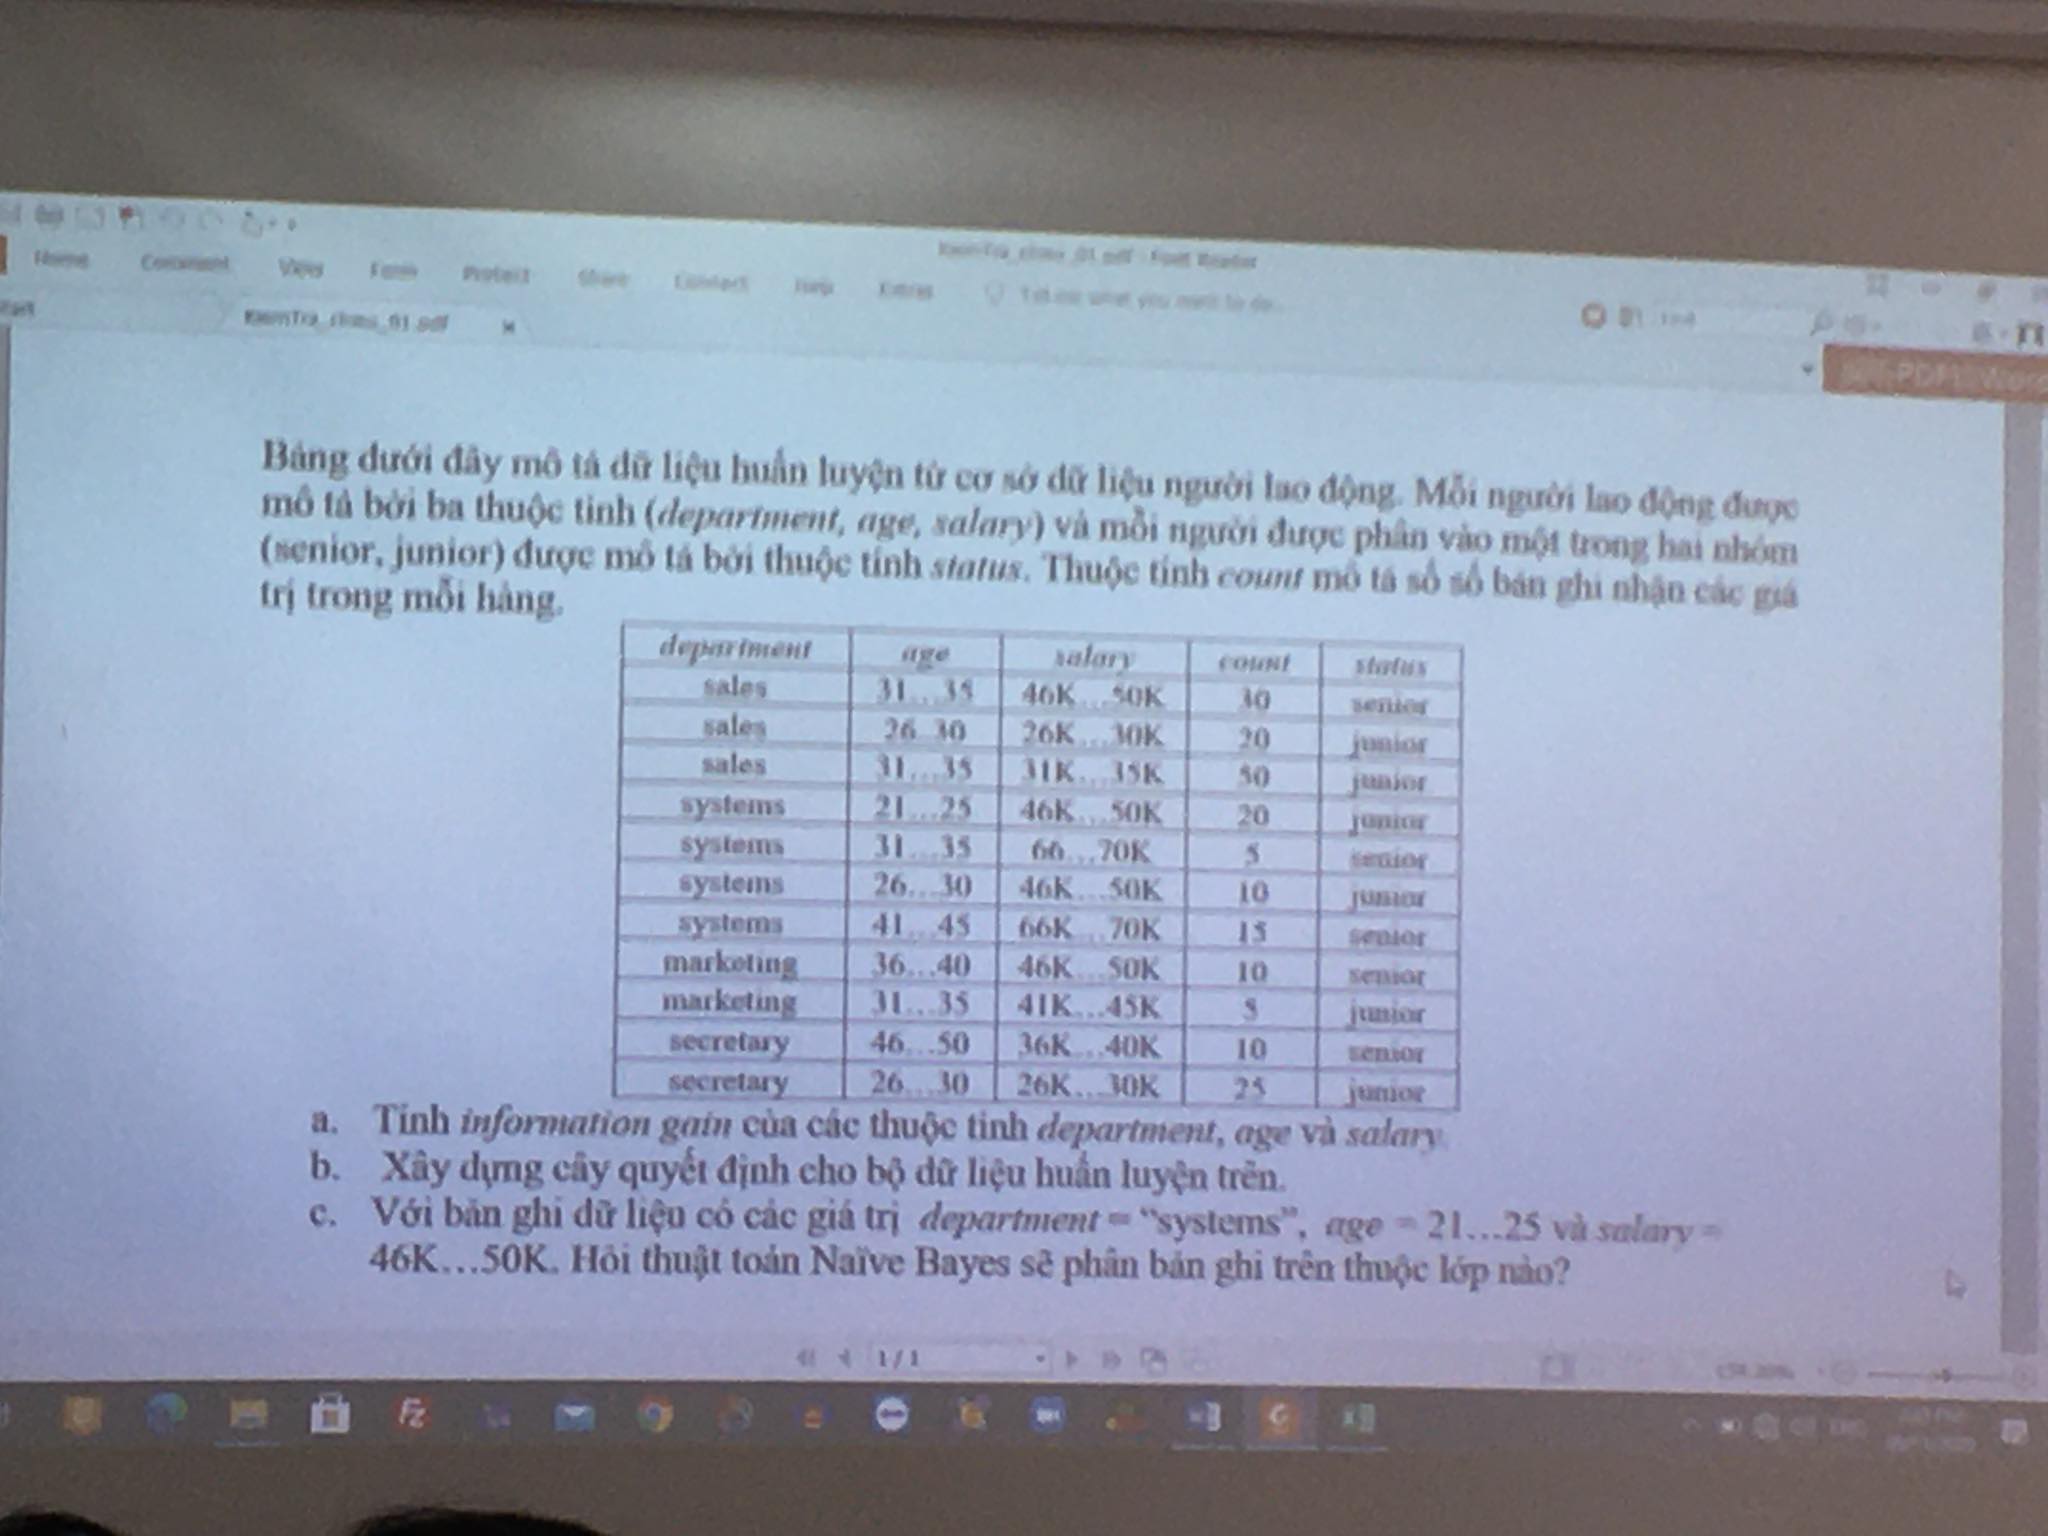 Home Comment View Form Protect Share Connect Help Extras Tell me what you want to do...
Bảng dưới đây mô tả dữ liệu huấn luyện từ cơ sở dữ liệu người lao động. Mỗi người lao động được
mô tả bởi ba thuộc tính (department, age, salary) và mỗi người được phân vào một trong hai nhóm
(senior, junior) được mô tả bởi thuộc tính status. Thuộc tính count mô tả số số bản ghi nhận các giá
trị trong mỗi hàng.
department age salary count status
sales 31...35 46K...50K 30 senior
sales 26...30 26K...30K 20 junior
sales 31...35 31K...35K junior
systems 21...25 46K...50K 20 junior
systems 31...35 66...70K 5 senior
systems 26...30 46K...50K 10 junior
systems 41...45 66K...70K 15 senior
marketing 36...40 46K...50K 10 senior
marketing 31...35 41K...45K 5 junior
secretary 46...50 36K...40K 10 senior
secretary 26...30 26K...30K 25 junior
a. Tính information gain của các thuộc tính department, age và salary.
b. Xây dựng cây quyết định cho bộ dữ liệu huấn luyện trên.
c. Với bản ghi dữ liệu có các giá trị department = “systems”, age = 21...25 và salary =
46K...50K. Hỏi thuật toán Naïve Bayes sẽ phân bản ghi trên thuộc lớp nào?
1 / 1